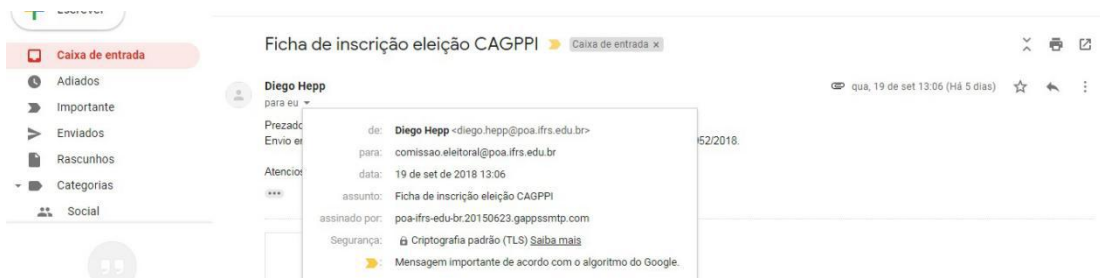 Escrever
Caixa de entrada
Adiados
Importante
Enviados
Rascunhos
Categorias
Social
Ficha de inscrição eleição CAGPPI Caixa de entrada x
Diego Hepp
qua, 19 de set 13:06 (Há 5 dias)
para eu
Prezado
Envio en
052/2018.
Atencios
de: Diego Hepp <diego.hepp@poa.ifrs.edu.br>
para: comissao.eleitoral@poa.ifrs.edu.br
data: 19 de set de 2018 13:06
assunto: Ficha de inscrição eleição CAGPPI
assinado por: poa-ifrs-edu-br.20150623.gappssmtp.com
Segurança: Criptografia padrão (TLS) Saiba mais
: Mensagem importante de acordo com o algoritmo do Google.